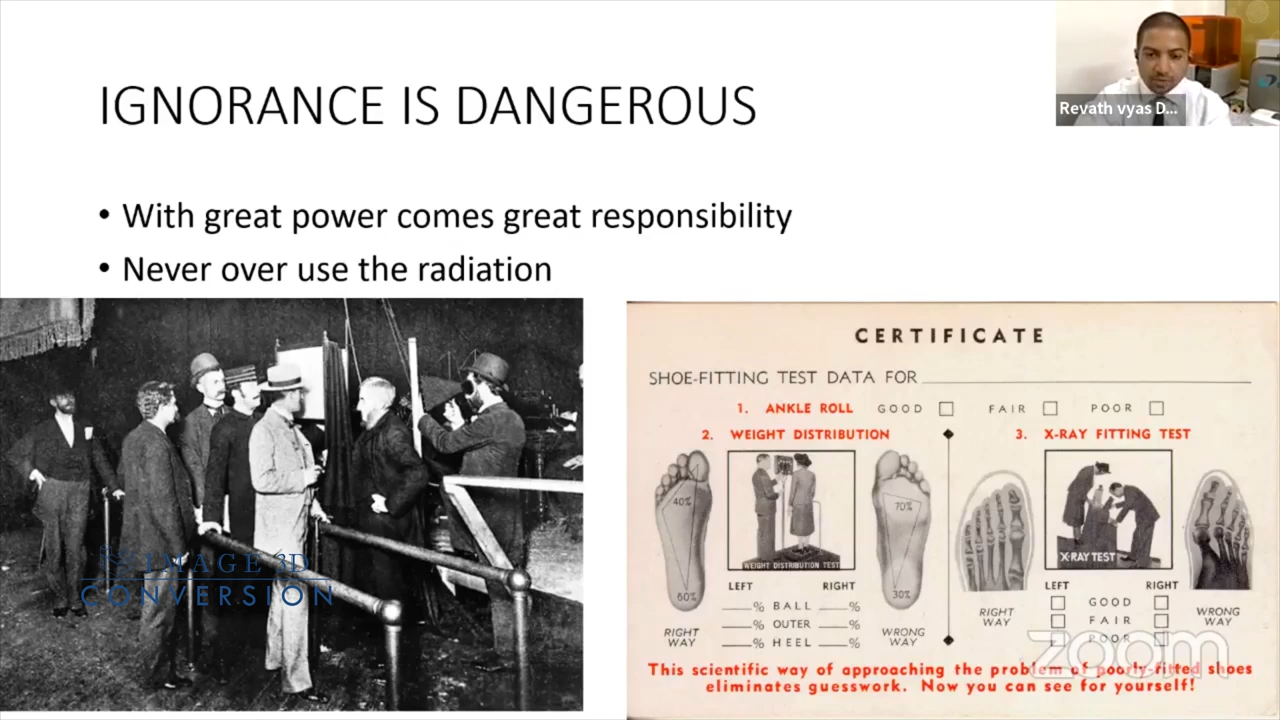 IGNORANCE IS DANGEROUS
Revath vyas D...
• With great power comes great responsibility
• Never over use the radiation
IMAGE 3D
CONVERSION
CERTIFICATE
SHOE-FITTING TEST DATA FOR
1. ANKLE ROLL GOOD FAIR POOR
2. WEIGHT DISTRIBUTION
3. X-RAY FITTING TEST
40%
60%
RIGHT WAY
WEIGHT DISTRIBUTION TEST
70%
30%
WRONG WAY
LEFT RIGHT
% BALL %
% OUTER %
% HEEL %
RIGHT WAY
X-RAY TEST
LEFT RIGHT
GOOD
FAIR
POOR
WRONG WAY
zoom
This scientific way of approaching the problem of poorly-fitted shoes
eliminates guesswork. Now you can see for yourself!